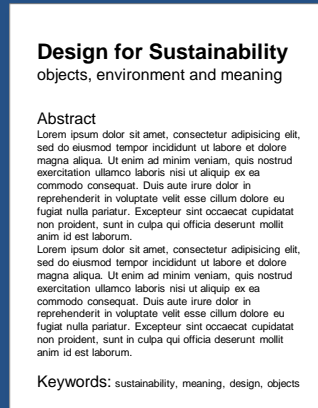 Design for Sustainability
objects, environment and meaning
Abstract
Lorem ipsum dolor sit amet, consectetur adipisicing elit,
sed do eiusmod tempor incididunt ut labore et dolore
magna aliqua. Ut enim ad minim veniam, quis nostrud
exercitation ullamco laboris nisi ut aliquip ex ea
commodo consequat. Duis aute irure dolor in
reprehenderit in voluptate velit esse cillum dolore eu
fugiat nulla pariatur. Excepteur sint occaecat cupidatat
non proident, sunt in culpa qui officia deserunt mollit
anim id est laborum.
Lorem ipsum dolor sit amet, consectetur adipisicing elit,
sed do eiusmod tempor incididunt ut labore et dolore
magna aliqua. Ut enim ad minim veniam, quis nostrud
exercitation ullamco laboris nisi ut aliquip ex ea
commodo consequat. Duis aute irure dolor in
reprehenderit in voluptate velit esse cillum dolore eu
fugiat nulla pariatur. Excepteur sint occaecat cupidatat
non proident, sunt in culpa qui officia deserunt mollit
anim id est laborum.
Keywords: sustainability, meaning, design, objects